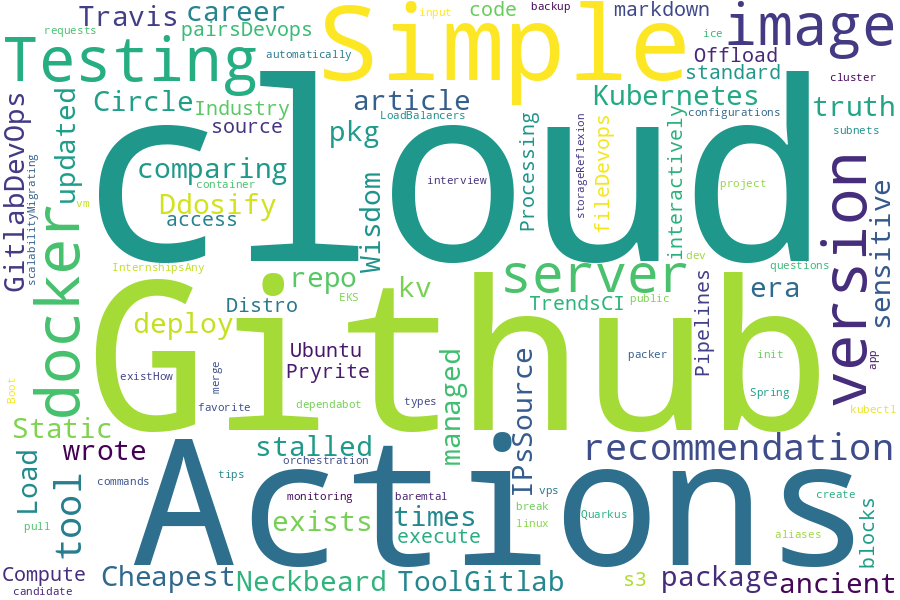 Travis
career
input
code
backup
markdown
image
requests
pairsDevops
Simple
ice
Offload
Testing
automatically
standard
cluster
GitlabDevOps
updated
Circle
Industry
article
Kubernetes
truth
source
pkg
LoadBalancers
configurations
subnets
cloud
comparing
container
Ddosify
access
vm
Wisdom
interview
Processing
storageReflexion
fileDevops
interactively
project
version
sensitive
scalabilityMigrating
docker
InternshipsAny
repo
EKS
kv
server
dev
questions
Distro
TrendsCI
public
era
deploy
Github
Ubuntu
Pryrite
existHow
merge
favorite
dependabot
types
managed
IPsSource
packer
Pipelines
init
Spring
app
kubectl
Boot
Static
wrote
stalled
recommendation
Load
tool
commands
tips
orchestration
Actions
monitoring
baremtal
vps
exists
times
execute
break
linux
Quarkus
create
aliases
blocks
pull
Compute
candidate
Cheapest
Neckbeard
ToolGitlab
s3
package
ancient